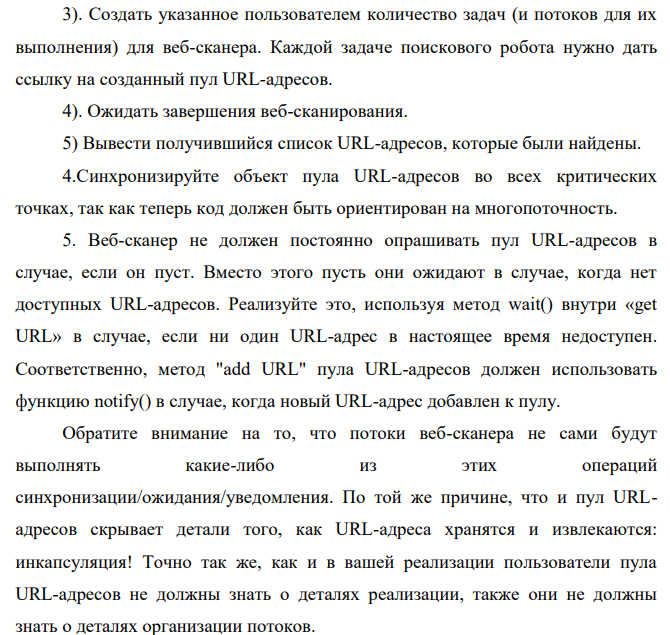 3). Создать указанное пользователем количество задач (и потоков для их
выполнения) для веб-сканера. Каждой задаче поискового робота нужно дать
ссылку на созданный пул URL-адресов.
4). Ожидать завершения веб-сканирования.
5) Вывести получившийся список URL-адресов, которые были найдены.
4.Синхронизируйте объект пула URL-адресов во всех критических
точках, так как теперь код должен быть ориентирован на многопоточность.
5. Веб-сканер не должен постоянно опрашивать пул URL-адресов в
случае, если он пуст. Вместо этого пусть они ожидают в случае, когда нет
доступных URL-адресов. Реализуйте это, используя метод wait() внутри «get
URL» в случае, если ни один URL-адрес в настоящее время недоступен.
Соответственно, метод "add URL" пула URL-адресов должен использовать
функцию notify() в случае, когда новый URL-адрес добавлен к пулу.
Обратите внимание на то, что потоки веб-сканера не сами будут
выполнять какие-либо из этих операций
синхронизации/ожидания/уведомления. По той же причине, что и пул URL-
адресов скрывает детали того, как URL-адреса хранятся и извлекаются:
инкапсуляция! Точно так же, как и в вашей реализации пользователи пула
URL-адресов не должны знать о деталях реализации, также они не должны
знать о деталях организации потоков.